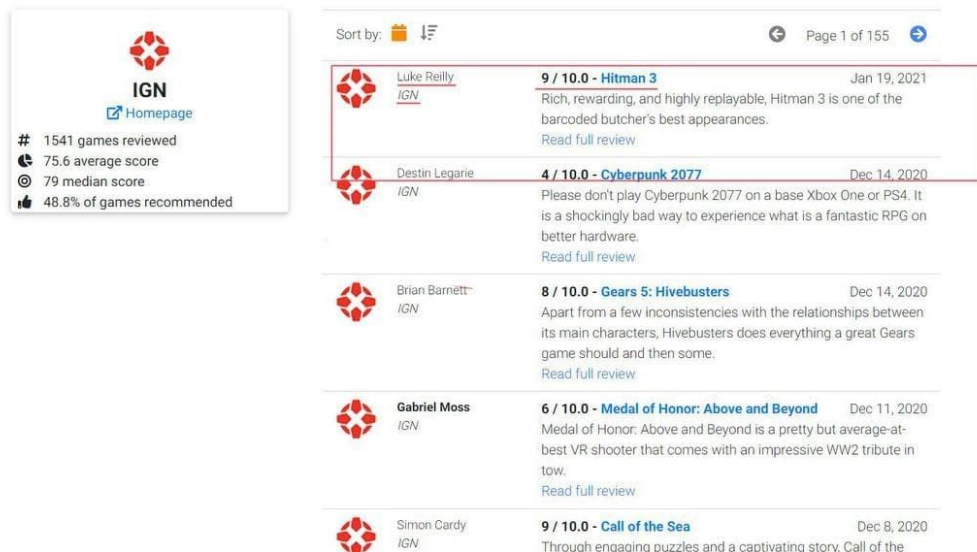 IGN
Homepage
# 1541 games reviewed
75.6 average score
79 median score
48.8% of games recommended
Sort by:
Page 1 of 155
Luke Reilly
IGN
9 / 10.0 - Hitman 3
Jan 19, 2021
Rich, rewarding, and highly replayable, Hitman 3 is one of the
barcoded butcher's best appearances.
Read full review
Destin Legarie
IGN
4 / 10.0 - Cyberpunk 2077
Dec 14, 2020
Please don't play Cyberpunk 2077 on a base Xbox One or PS4. It
is a shockingly bad way to experience what is a fantastic RPG on
better hardware.
Read full review
Brian Barnett
IGN
8 / 10.0 - Gears 5: Hivebusters
Dec 14, 2020
Apart from a few inconsistencies with the relationships between
its main characters, Hivebusters does everything a great Gears
game should and then some.
Read full review
Gabriel Moss
IGN
6 / 10.0 - Medal of Honor: Above and Beyond
Dec 11, 2020
Medal of Honor: Above and Beyond is a pretty but average-at-
best VR shooter that comes with an impressive WW2 tribute in
tow.
Read full review
Simon Cardy
IGN
9 / 10.0 - Call of the Sea
Dec 8, 2020
Through engaging puzzles and a captivating story, Call of the